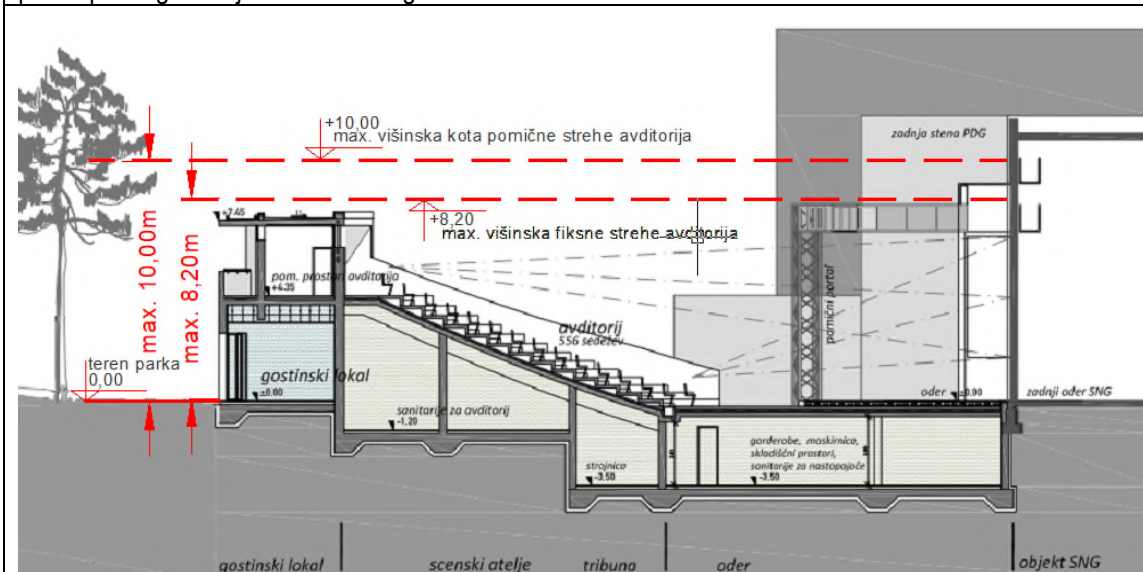 +10,00
max. višinska kota pomične strehe avditorija
zadnja stena PDG
+7.65
+8,20
max. višinska fiksne strehe avditorija
max. 10,00m
max. 8,20m
pom. prostori avditorija
+4.35
pomični portal
avditorij
556 sedežev
teren parka
0,00
gostinski lokal
±0.00
oder
±0.00
zadnji oder SNG
sanitarije za avditorij
-1.20
garderobe, maskirnica,
skladiščni prostori,
sanitarije za nastopajoče
-3.50
strojnica
-3.50
gostinski lokal
scenski atelje
tribuna
oder
objekt SNG